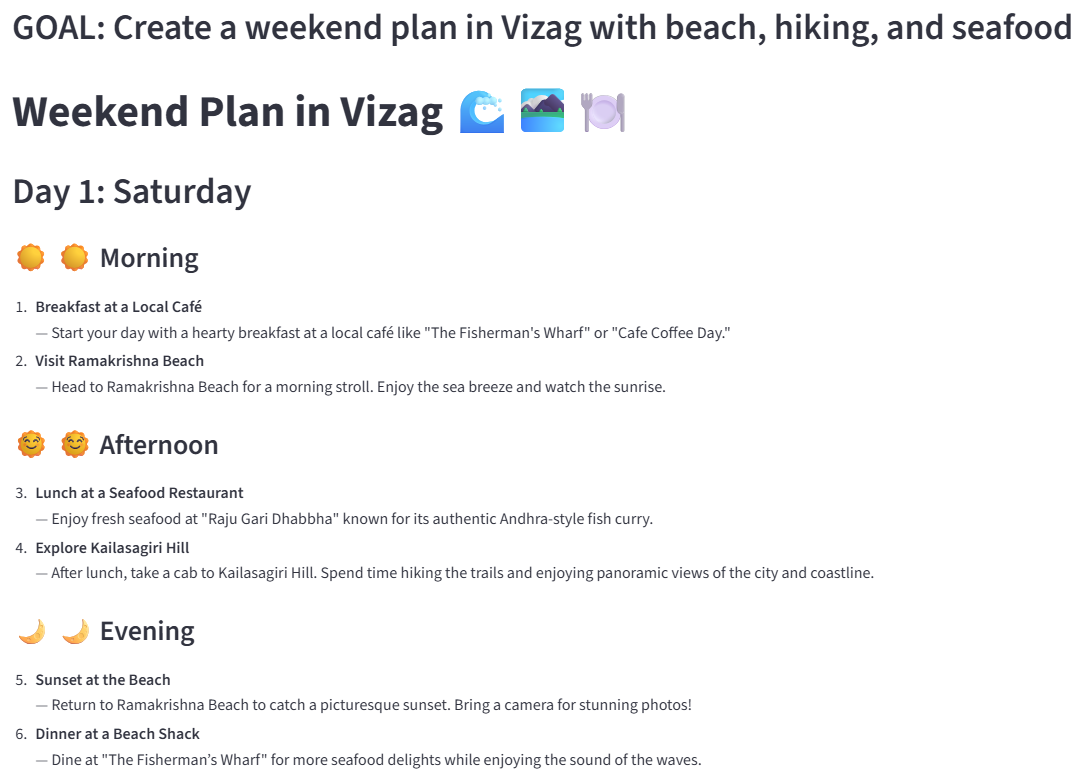 GOAL: Create a weekend plan in Vizag with beach, hiking, and seafood
Weekend Plan in Vizag 🌊 🏞️ 🍽️
Day 1: Saturday
Morning
1. Breakfast at a Local Café
— Start your day with a hearty breakfast at a local café like "The Fisherman's Wharf" or "Cafe Coffee Day."
2. Visit Ramakrishna Beach
— Head to Ramakrishna Beach for a morning stroll. Enjoy the sea breeze and watch the sunrise.
Afternoon
3. Lunch at a Seafood Restaurant
— Enjoy fresh seafood at "Raju Gari Dhabbha" known for its authentic Andhra-style fish curry.
4. Explore Kailasagiri Hill
— After lunch, take a cab to Kailasagiri Hill. Spend time hiking the trails and enjoying panoramic views of the city and coastline.
Evening
5. Sunset at the Beach
— Return to Ramakrishna Beach to catch a picturesque sunset. Bring a camera for stunning photos!
6. Dinner at a Beach Shack
— Dine at "The Fisherman’s Wharf" for more seafood delights while enjoying the sound of the waves.